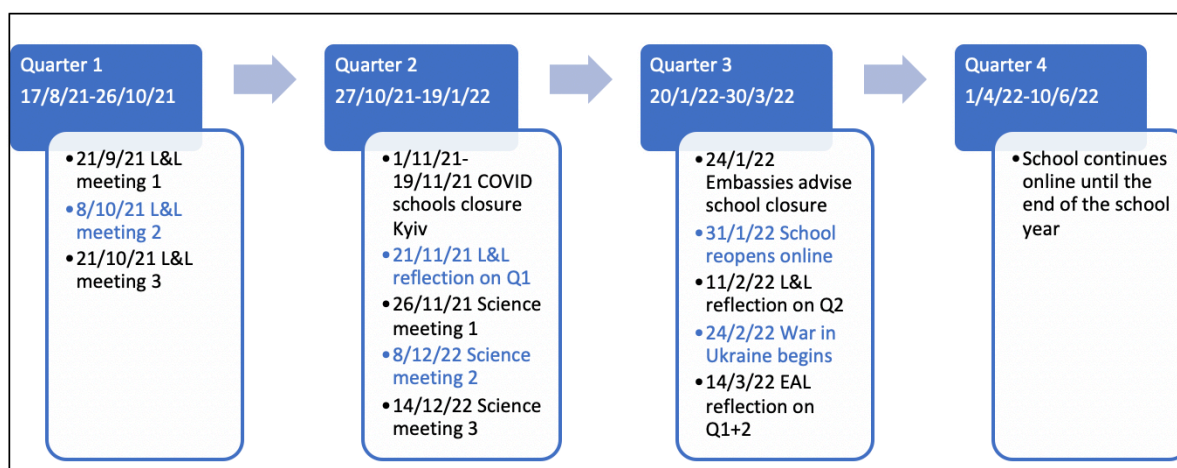 Quarter 1
17/8/21-26/10/21
•21/9/21 L&L
meeting 1
•8/10/21 L&L
meeting 2
•21/10/21 L&L
meeting 3
Quarter 2
27/10/21-19/1/22
•1/11/21-
19/11/21 COVID
schools closure
Kyiv
•21/11/21 L&L
reflection on Q1
•26/11/21 Science
meeting 1
•8/12/22 Science
meeting 2
•14/12/22 Science
meeting 3
Quarter 3
20/1/22-30/3/22
•24/1/22
Embassies advise
school closure
•31/1/22 School
reopens online
•11/2/22 L&L
reflection on Q2
•24/2/22 War in
Ukraine begins
•14/3/22 EAL
reflection on
Q1+2
Quarter 4
1/4/22-10/6/22
•School continues
online until the
end of the school
year